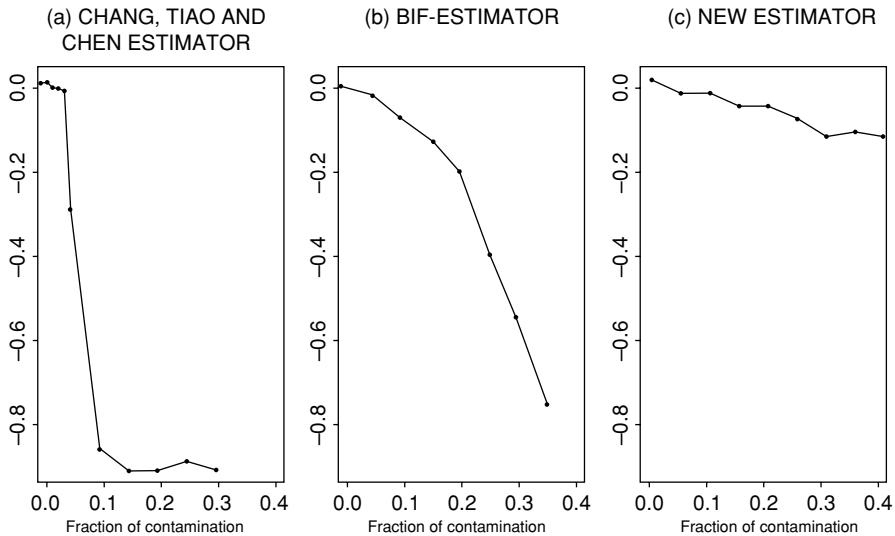 (a) CHANG, TIAO AND
CHEN ESTIMATOR
0.0
−0.2
−0.4
−0.6
−0.8
0.0 0.1 0.2 0.3 0.4
Fraction of contamination
(b) BIF-ESTIMATOR
0.0
−0.2
−0.4
−0.6
−0.8
0.0 0.1 0.2 0.3 0.4
Fraction of contamination
(c) NEW ESTIMATOR
0.0
−0.2
−0.4
−0.6
−0.8
0.0 0.1 0.2 0.3 0.4
Fraction of contamination